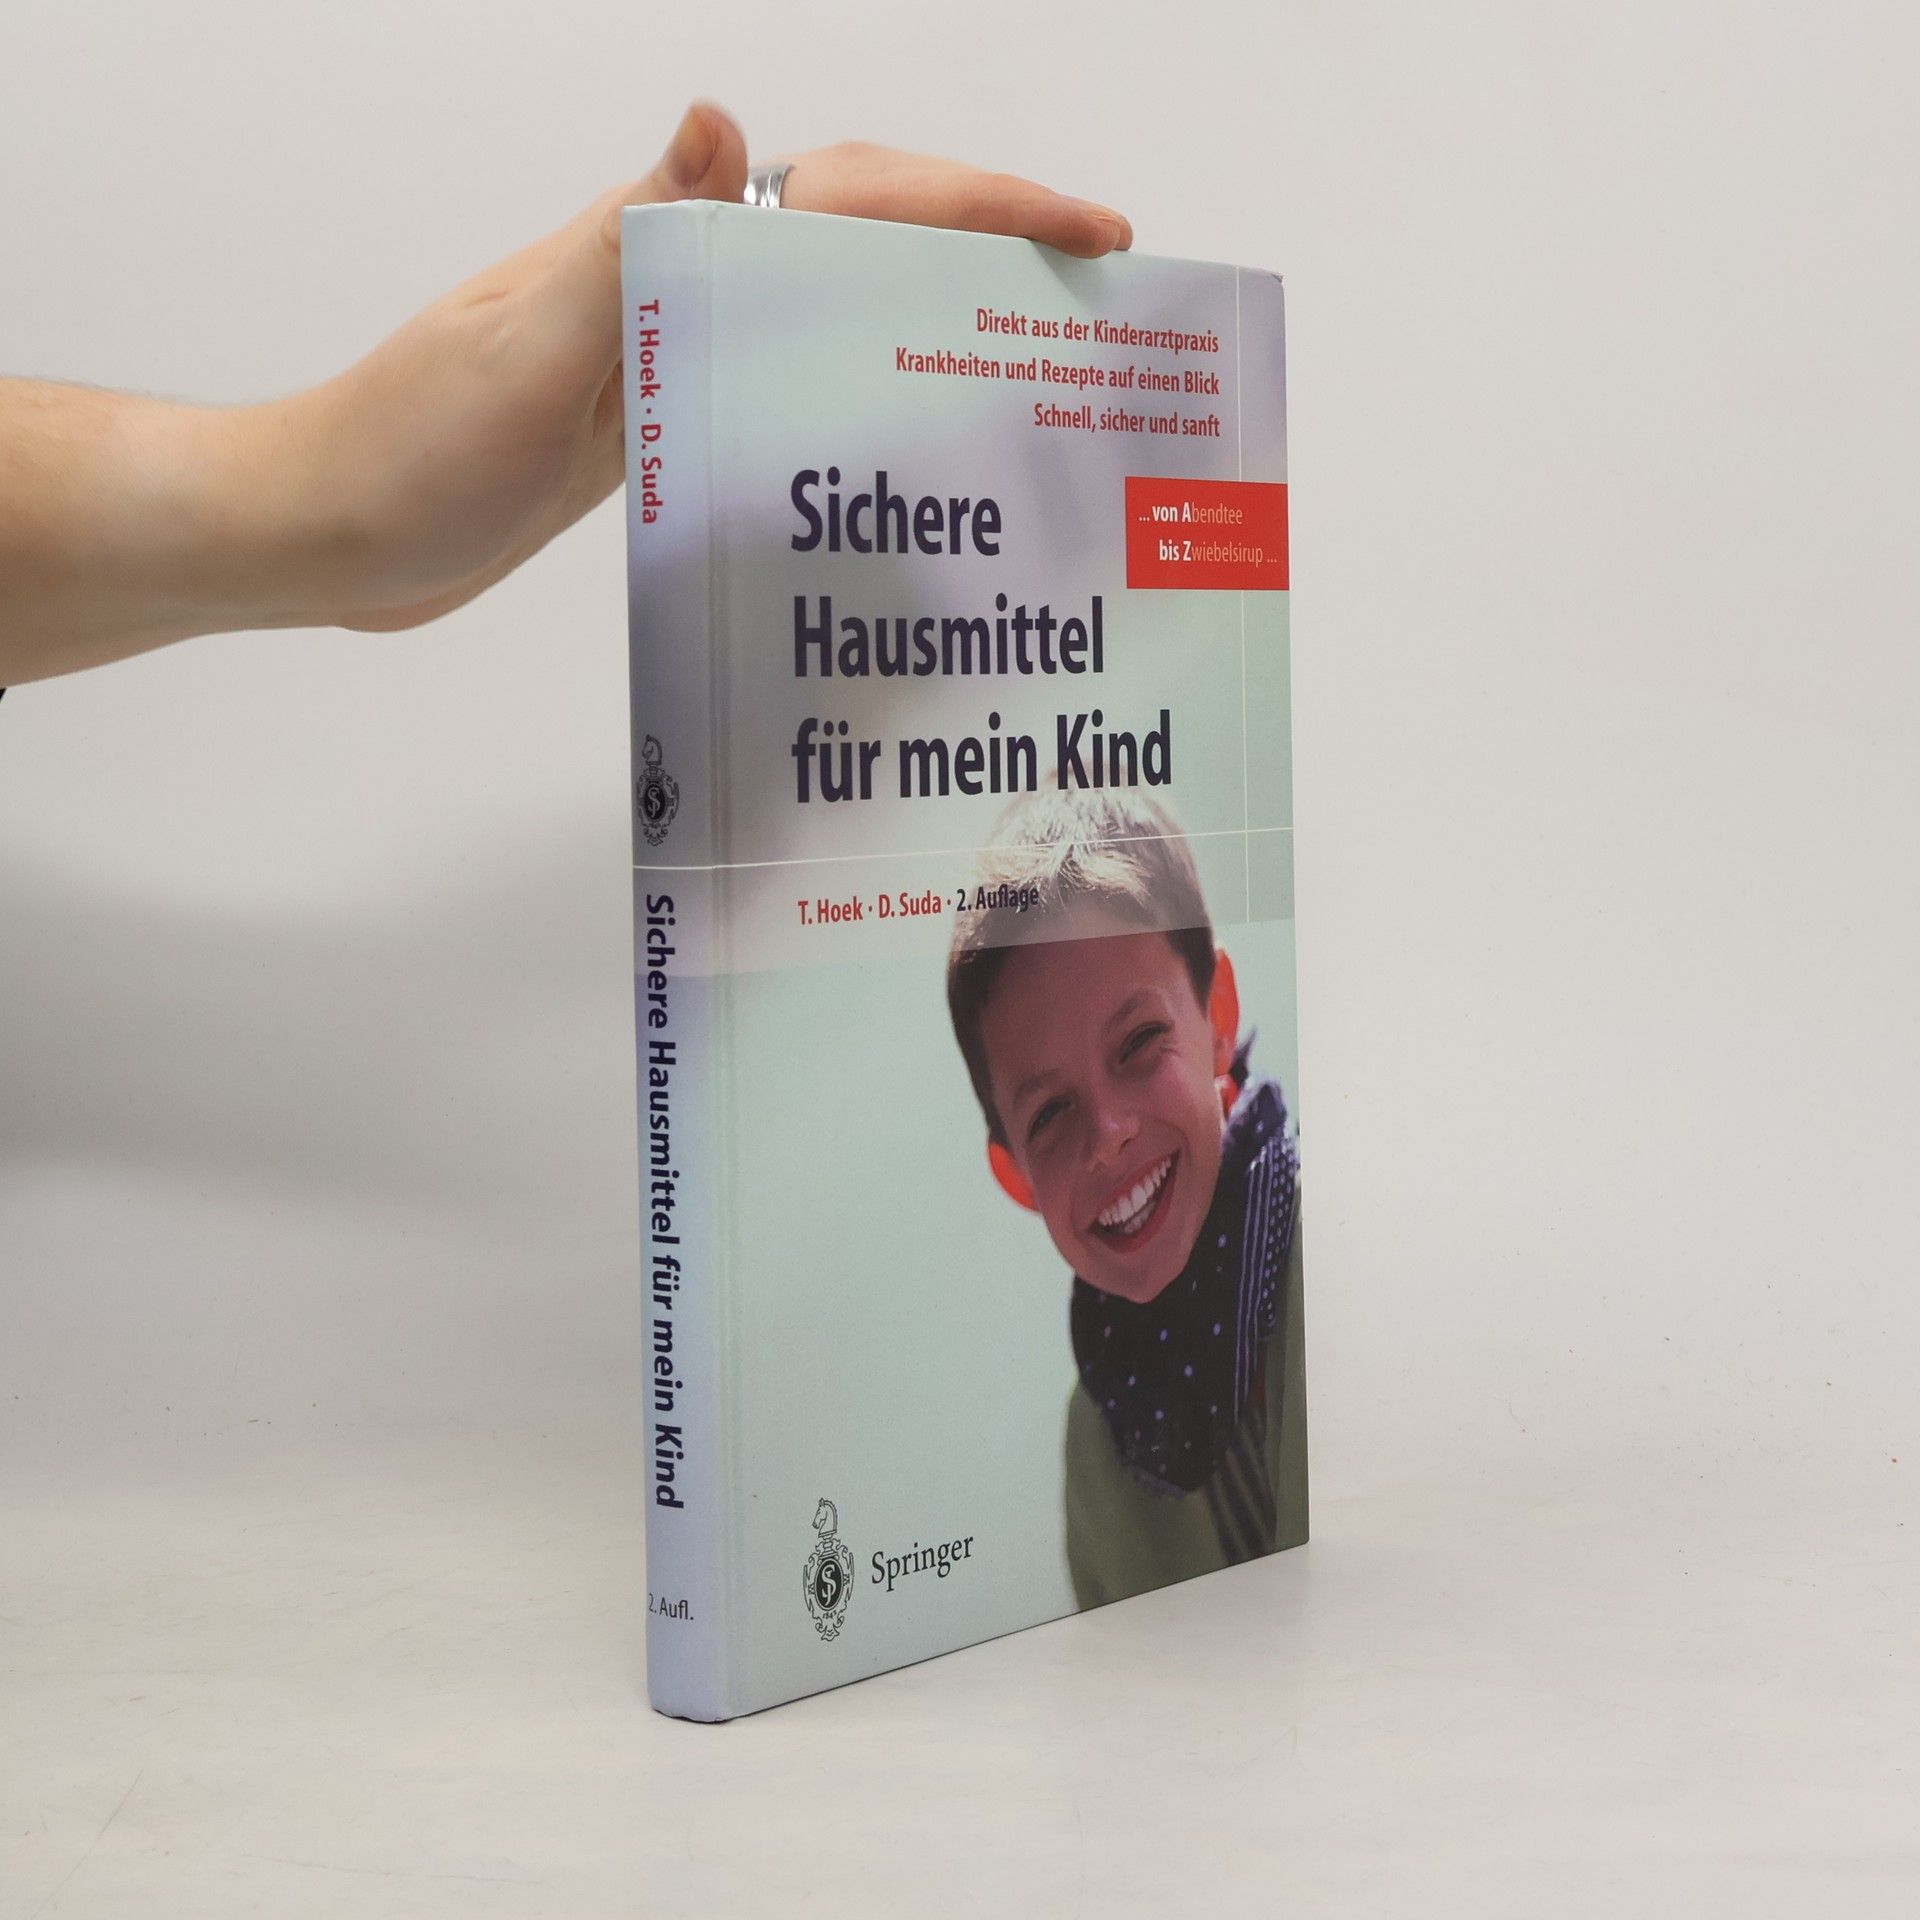 T. Hoek · D. Suda
Sichere Hausmittel für mein Kind
2. Aufl.
Direkt aus der Kinderarztpraxis
Krankheiten und Rezepte auf einen Blick
Schnell, sicher und sanft
... von Abendtee
bis Zwiebelsirup ...
Sichere
Hausmittel
für mein Kind
T. Hoek · D. Suda · 2. Auflage
Springer